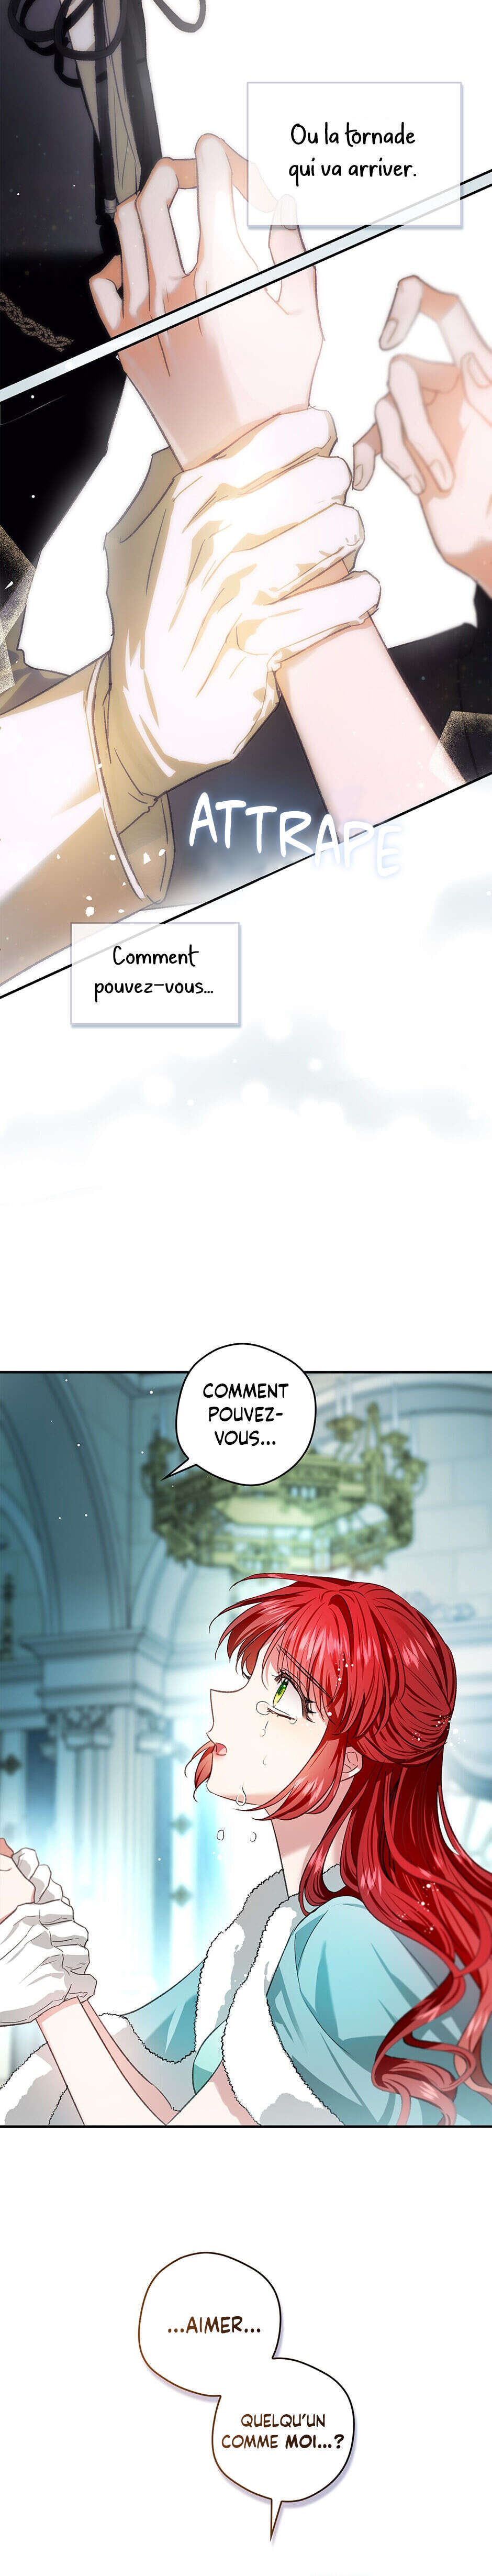 Ou la tornade
qui va arriver.
ATTRAPE
Comment
pouvez-vous...
COMMENT
POUVEZ-
VOUS...
...AIMER...
QUELQU'UN
COMME MOI...?